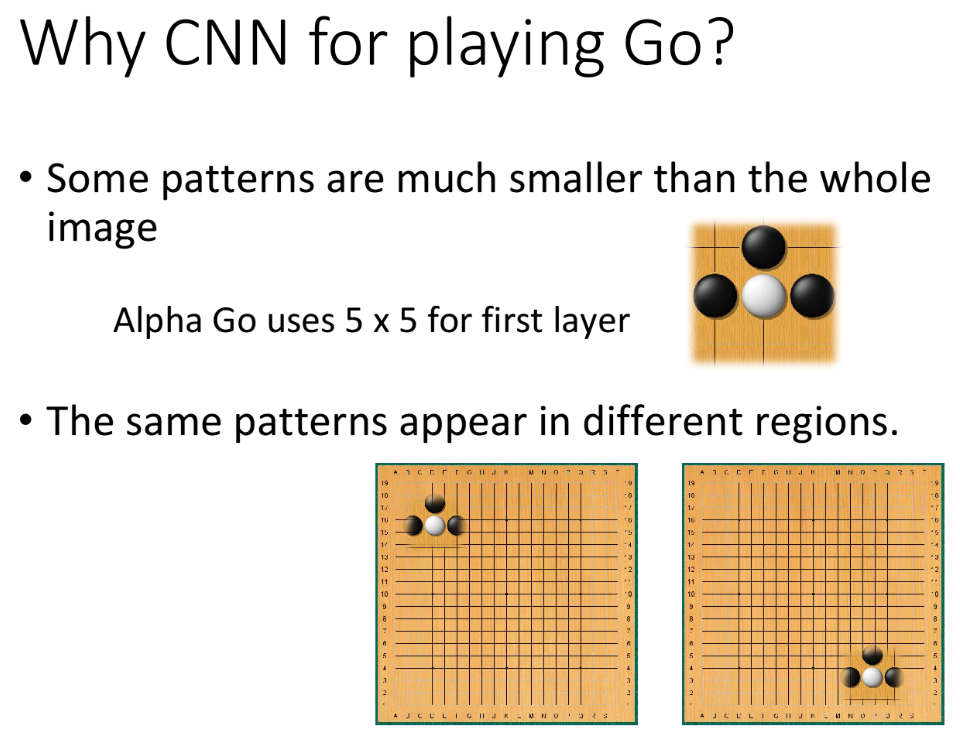 Why CNN for playing Go?
• Some patterns are much smaller than the whole
image
Alpha Go uses 5 x 5 for first layer
• The same patterns appear in different regions.